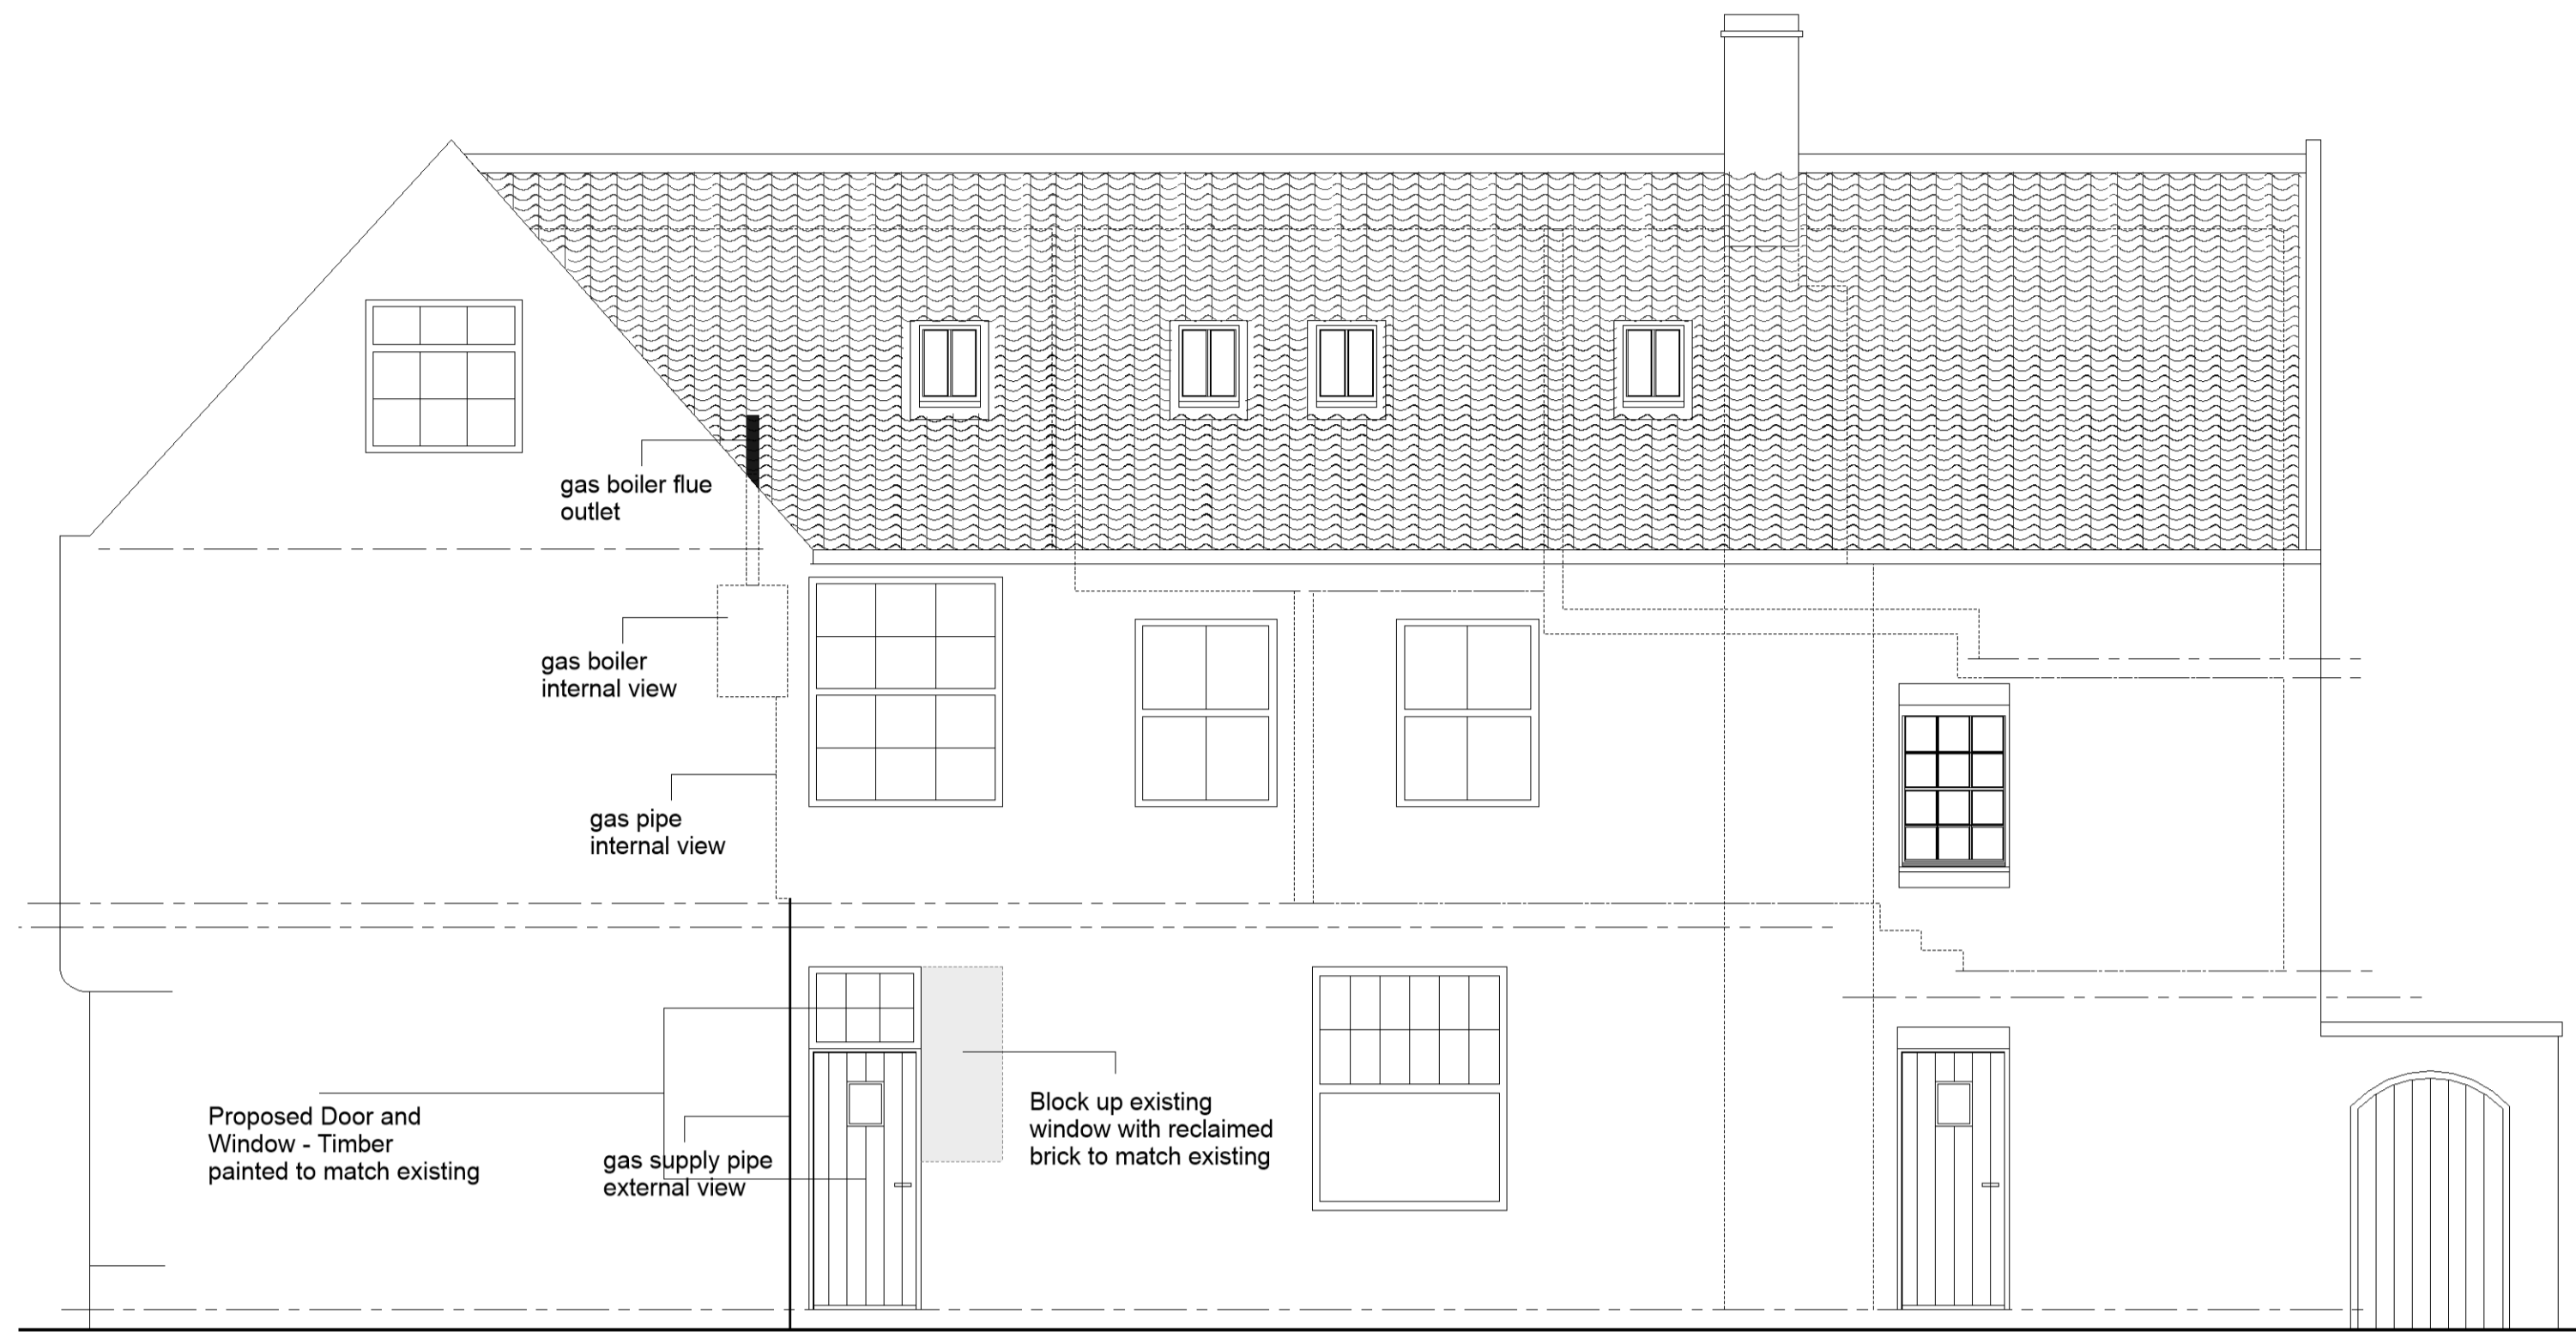 gas boiler flue
outlet
gas boiler
internal view
gas pipe
internal view
Proposed Door and
Window - Timber
painted to match existing
gas supply pipe
external view
Block up existing
window with reclaimed
brick to match existing